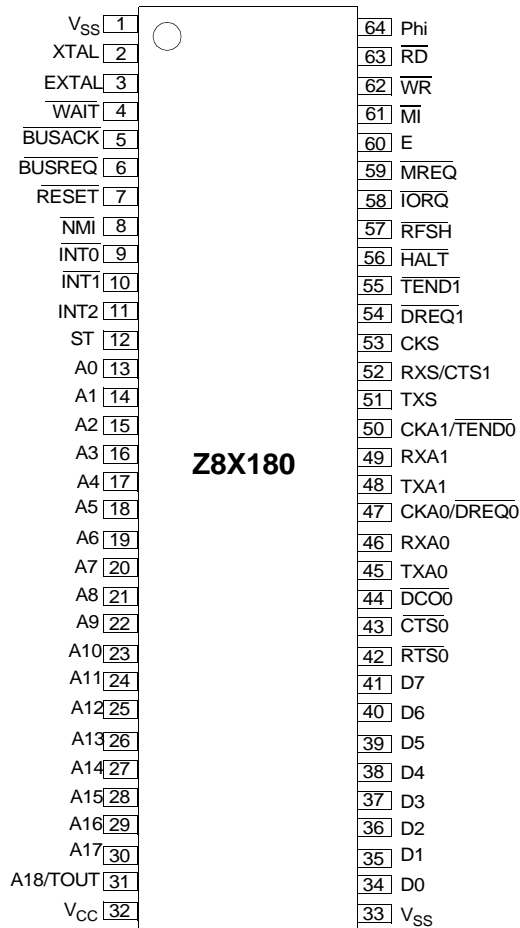 VSS 1
XTAL 2
EXTAL 3
WAIT 4
BUSACK 5
BUSREQ 6
RESET 7
NMI 8
INT0 9
INT1 10
INT2 11
ST 12
A0 13
A1 14
A2 15
A3 16
A4 17
A5 18
A6 19
A7 20
A8 21
A9 22
A10 23
A11 24
A12 25
A13 26
A14 27
A15 28
A16 29
A17 30
A18/TOUT 31
VCC 32
Z8X180
64 Phi
63 RD
62 WR
61 MI
60 E
59 MREQ
58 IORQ
57 RFSH
56 HALT
55 TEND1
54 DREQ1
53 CKS
52 RXS/CTS1
51 TXS
50 CKA1/TEND0
49 RXA1
48 TXA1
47 CKA0/DREQ0
46 RXA0
45 TXA0
44 DCO0
43 CTS0
42 RTS0
41 D7
40 D6
39 D5
38 D4
37 D3
36 D2
35 D1
34 D0
33 VSS